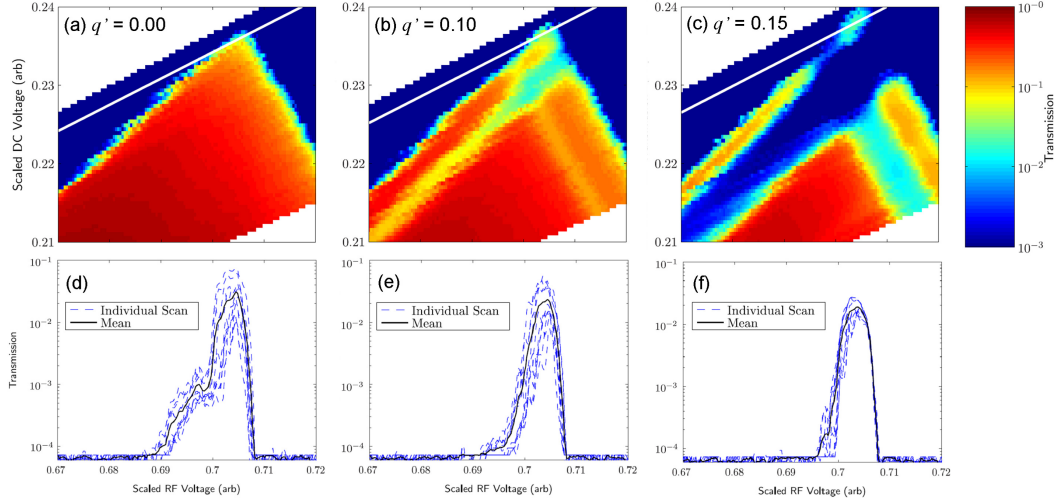 (a) q' = 0.00
(b) q' = 0.10
(c) q' = 0.15
0.24
0.23
0.22
0.21
Scaled DC Voltage (arb)
0.24
0.23
0.22
0.21
0.24
0.23
0.22
0.21
10⁻⁰
10⁻¹
10⁻²
10⁻³
Transmission
(d)
(e)
(f)
10⁻¹
10⁻²
10⁻³
10⁻⁴
Transmission
Individual Scan
Mean
0.67 0.68 0.69 0.7 0.71 0.72
Scaled RF Voltage (arb)
10⁻¹
10⁻²
10⁻³
10⁻⁴
Individual Scan
Mean
0.67 0.68 0.69 0.7 0.71 0.72
Scaled RF Voltage (arb)
10⁻¹
10⁻²
10⁻³
10⁻⁴
Individual Scan
Mean
0.67 0.68 0.69 0.7 0.71 0.72
Scaled RF Voltage (arb)